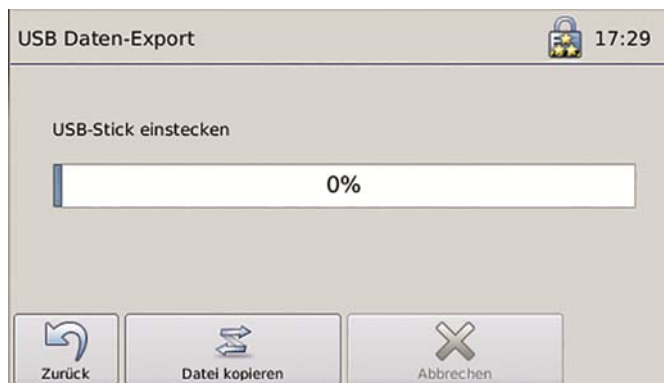 USB Daten-Export
17:29
USB-Stick einstecken
0%
Zurück
Datei kopieren
Abbrechen